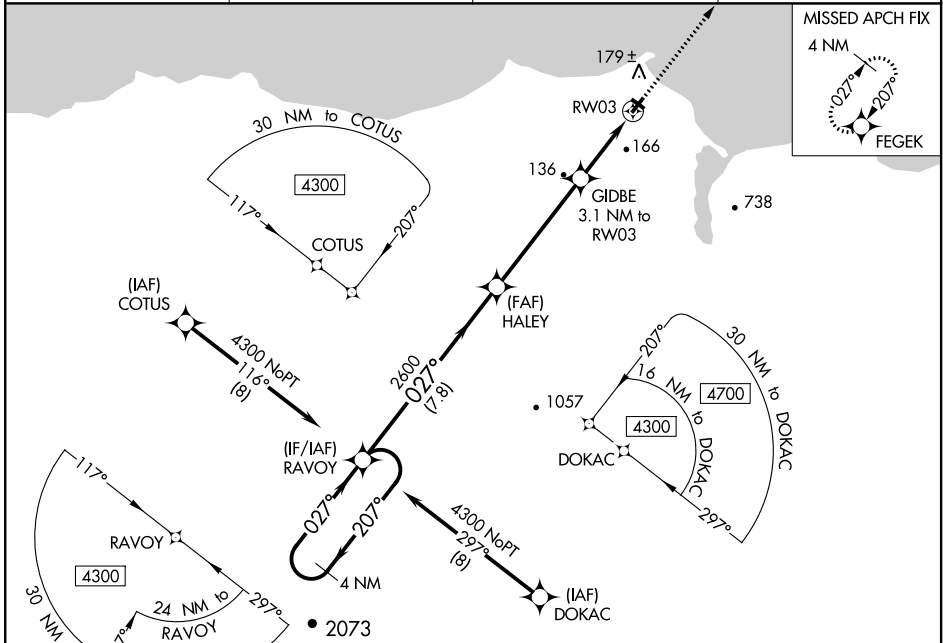 MISSED APCH FIX
4 NM
027°
207°
FEGEK
179±
RW03
166
136
GIDBE
3.1 NM to
RW03
738
30 NM to COTUS
4300
117°
207°
COTUS
(IAF)
COTUS
4300 NoPT
116°
(8)
(FAF)
HALEY
2600
027°
(7.8)
1057
207°
30 NM to DOKAC
16 NM to DOKAC
4700
4300
DOKAC
297°
(IF/IAF)
RAVOY
027°
207°
4 NM
4300 NoPT
297°
(8)
(IAF)
DOKAC
117°
RAVOY
4300
30 NM
24 NM to
RAVOY
297°
7°
2073